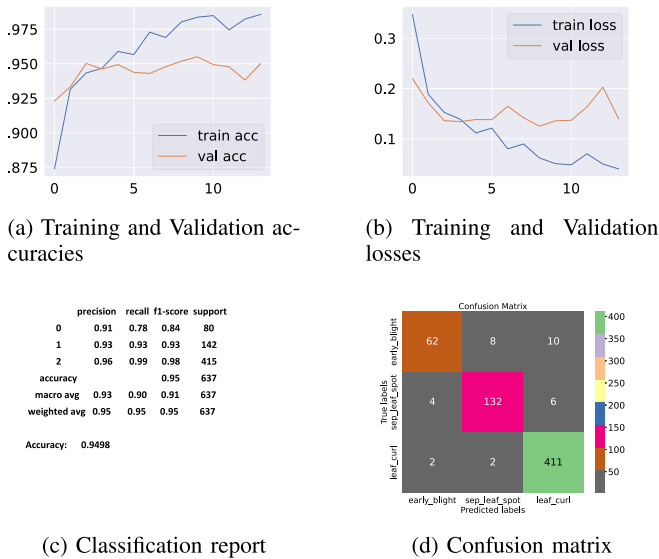 .975
.950
.925
.900
.875
train acc
val acc
0 5 10
0.3
0.2
0.1
train loss
val loss
0 5 10
(a) Training and Validation ac-
curacies
(b) Training and Validation
losses
precision recall f1-score support
0 0.91 0.78 0.84 80
1 0.93 0.93 0.93 142
2 0.96 0.99 0.98 415
accuracy 0.95 637
macro avg 0.93 0.90 0.91 637
weighted avg 0.95 0.95 0.95 637
Accuracy: 0.9498
Confusion Matrix
True labels
early_blight
sep_leaf_spot
leaf_curl
62 8 10
4 132 6
2 2 411
early_blight sep_leaf_spot leaf_curl
Predicted labels
400
350
300
250
200
150
100
50
(c) Classification report
(d) Confusion matrix